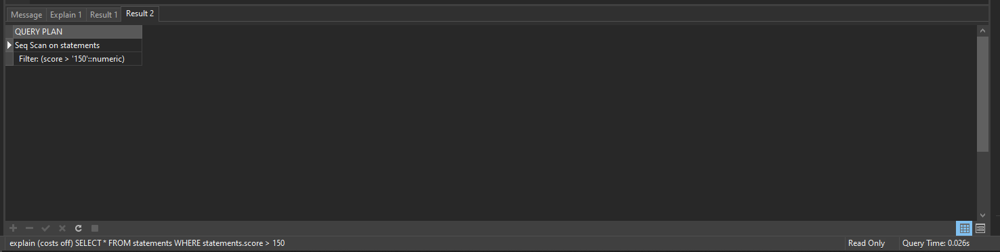 Message Explain 1 Result 1 Result 2
QUERY PLAN
Seq Scan on statements
Filter: (score > '150'::numeric)
explain (costs off) SELECT * FROM statements WHERE statements.score > 150 Read Only Query Time: 0.026s